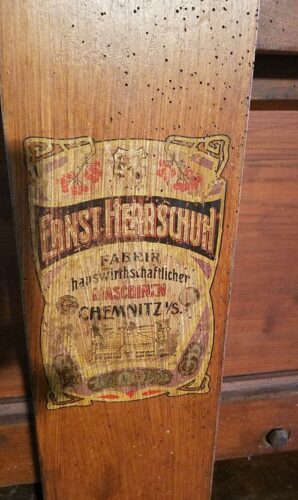 ERNST HERRSCHUH
FABRIK
hauswirthschaftlicher
MASCHINEN
CHEMNITZ i/S.